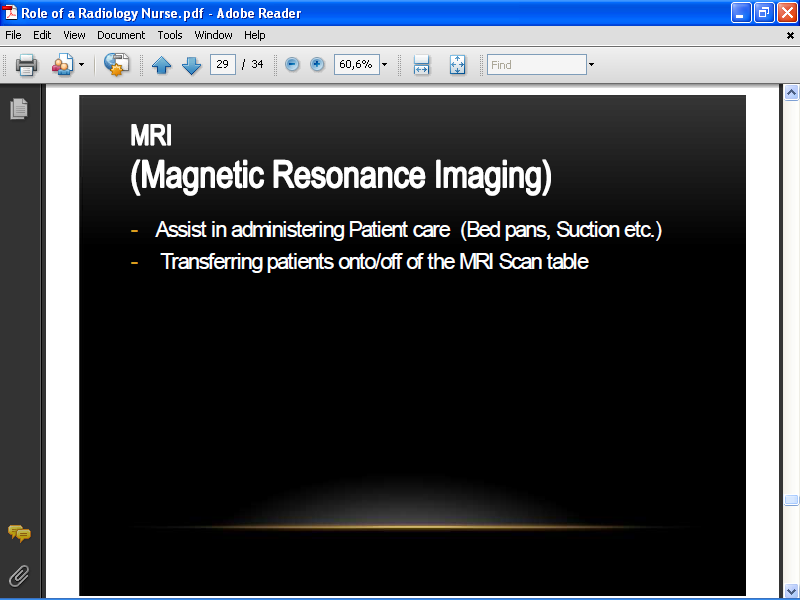 Role of a Radiology Nurse.pdf - Adobe Reader
File Edit View Document Tools Window Help
29 / 34 60,6% Find
MRI
(Magnetic Resonance Imaging)
- Assist in administering Patient care (Bed pans, Suction etc.)
- Transferring patients onto/off of the MRI Scan table